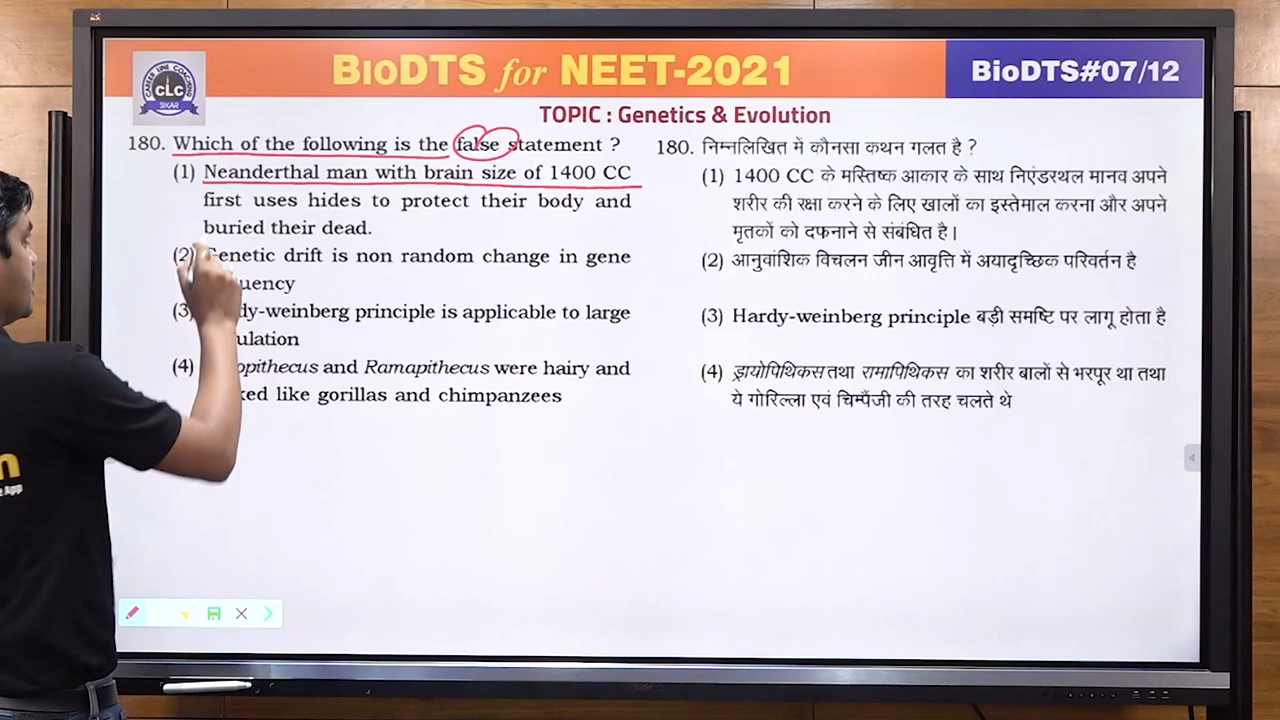 BIODTS for NEET-2021
BIODTS#07/12
CAREER LINE COACHING
CLC
SIKAR
TOPIC : Genetics & Evolution
180. Which of the following is the false statement ?
(1) Neanderthal man with brain size of 1400 CC
first uses hides to protect their body and
buried their dead.
(2) Genetic drift is non random change in gene
uency
(3) dy-weinberg principle is applicable to large
ulation
(4) opithecus and Ramapithecus were hairy and
ked like gorillas and chimpanzees
180. निम्नलिखित में कौनसा कथन गलत है ?
(1) 1400 CC के मस्तिष्क आकार के साथ निएंडरथल मानव अपने
शरीर की रक्षा करने के लिए खालों का इस्तेमाल करना और अपने
मृतकों को दफनाने से संबंधित है।
(2) आनुवांशिक विचलन जीन आवृत्ति में अयादृच्छिक परिवर्तन है
(3) Hardy-weinberg principle बड़ी समष्टि पर लागू होता है
(4) ड्रायोपिथिकस तथा रामापिथिकस का शरीर बालों से भरपूर था तथा
ये गोरिल्ला एवं चिम्पैंजी की तरह चलते थे